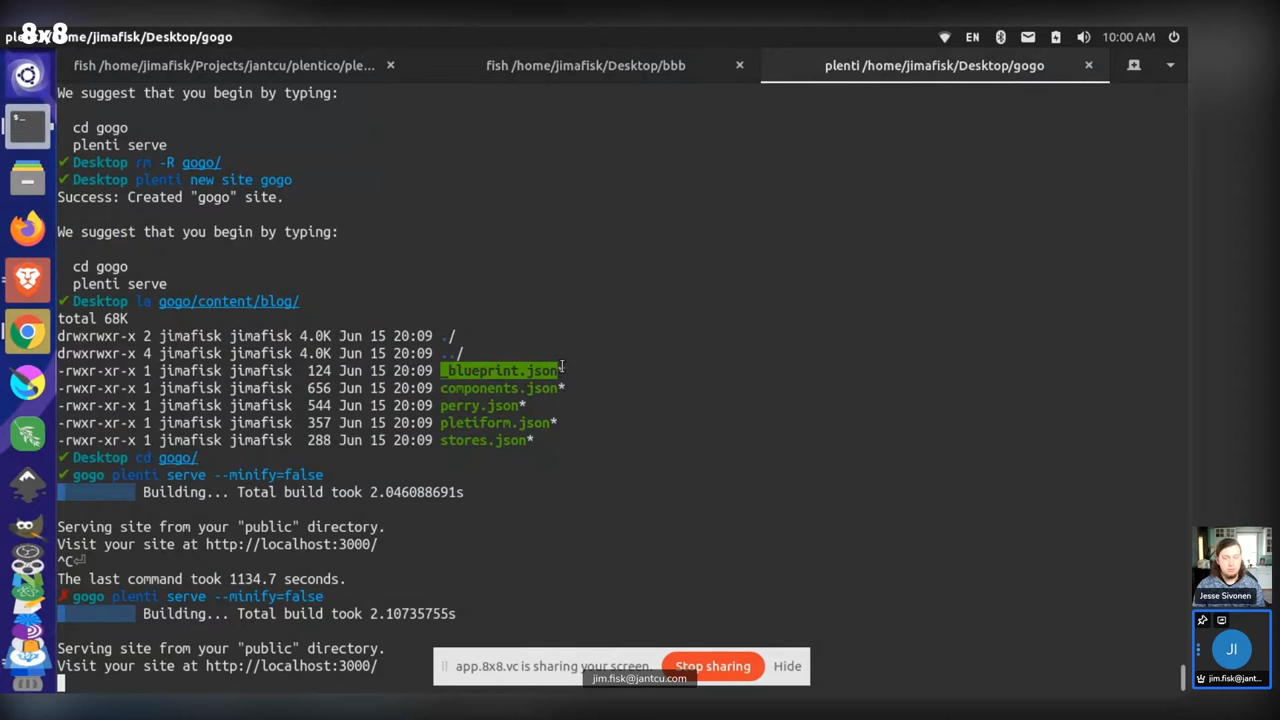 8x8
/home/jimafisk/Desktop/gogo
EN
10:00 AM
fish /home/jimafisk/Projects/jantcu/plentico/ple...
fish /home/jimafisk/Desktop/bbb
plenti /home/jimafisk/Desktop/gogo
We suggest that you begin by typing:
cd gogo
plenti serve
✔ Desktop rm -R gogo/
✔ Desktop plenti new site gogo
Success: Created "gogo" site.
We suggest that you begin by typing:
cd gogo
plenti serve
✔ Desktop la gogo/content/blog/
total 68K
drwxrwxr-x 2 jimafisk jimafisk 4.0K Jun 15 20:09 ./
drwxrwxr-x 4 jimafisk jimafisk 4.0K Jun 15 20:09 ../
-rwxr-xr-x 1 jimafisk jimafisk  124 Jun 15 20:09 _blueprint.json*
-rwxr-xr-x 1 jimafisk jimafisk  656 Jun 15 20:09 components.json*
-rwxr-xr-x 1 jimafisk jimafisk  544 Jun 15 20:09 perry.json*
-rwxr-xr-x 1 jimafisk jimafisk  357 Jun 15 20:09 pletiform.json*
-rwxr-xr-x 1 jimafisk jimafisk  288 Jun 15 20:09 stores.json*
✔ Desktop cd gogo/
✔ gogo plenti serve --minify=false
Building... Total build took 2.046088691s
Serving site from your "public" directory.
Visit your site at http://localhost:3000/
^C⏎
The last command took 1134.7 seconds.
✗ gogo plenti serve --minify=false
Building... Total build took 2.10735755s
Serving site from your "public" directory.
Visit your site at http://localhost:3000/
app.8x8.vc is sharing your screen.
Stop sharing
Hide
jim.fisk@jantcu.com
Jesse Sivonen
JI
jim.fisk@jant...